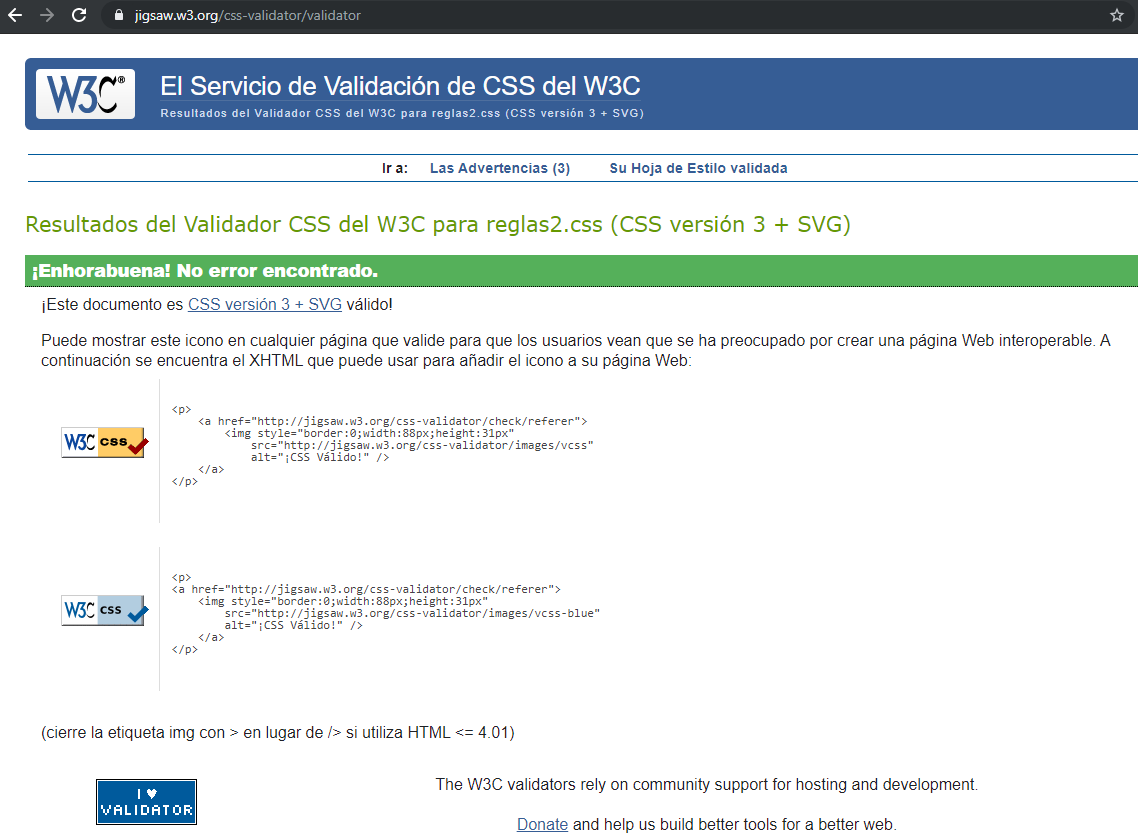 jigsaw.w3.org/css-validator/validator
W3C®
El Servicio de Validación de CSS del W3C
Resultados del Validador CSS del W3C para reglas2.css (CSS versión 3 + SVG)
Ir a: Las Advertencias (3) Su Hoja de Estilo validada
Resultados del Validador CSS del W3C para reglas2.css (CSS versión 3 + SVG)
¡Enhorabuena! No error encontrado.
¡Este documento es CSS versión 3 + SVG válido!
Puede mostrar este icono en cualquier página que valide para que los usuarios vean que se ha preocupado por crear una página Web interoperable. A
continuación se encuentra el XHTML que puede usar para añadir el icono a su página Web:
W3C css
<p>
    <a href="http://jigsaw.w3.org/css-validator/check/referer">
        <img style="border:0;width:88px;height:31px"
            src="http://jigsaw.w3.org/css-validator/images/vcss"
            alt="¡CSS Válido!" />
    </a>
</p>
W3C css
<p>
<a href="http://jigsaw.w3.org/css-validator/check/referer">
    <img style="border:0;width:88px;height:31px"
        src="http://jigsaw.w3.org/css-validator/images/vcss-blue"
        alt="¡CSS Válido!" />
    </a>
</p>
(cierre la etiqueta img con > en lugar de /> si utiliza HTML <= 4.01)
I ♥
VALIDATOR
The W3C validators rely on community support for hosting and development.
Donate and help us build better tools for a better web.